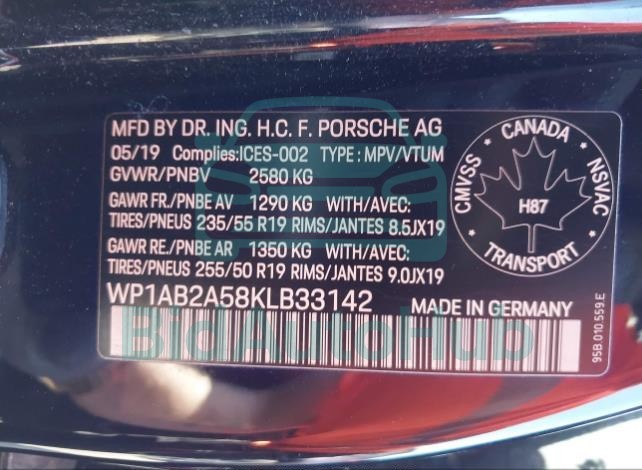 MFD BY DR. ING. H.C. F. PORSCHE AG
05/19 Complies:ICES-002 TYPE : MPV/VTUM
GVWR/PNBV 2580 KG
GAWR FR./PNBE AV 1290 KG WITH/AVEC:
TIRES/PNEUS 235/55 R19 RIMS/JANTES 8.5JX19
GAWR RE./PNBE AR 1350 KG WITH/AVEC:
TIRES/PNEUS 255/50 R19 RIMS/JANTES 9.0JX19
WP1AB2A58KLB33142 MADE IN GERMANY
CANADA
CMVSS
NSVAC
H87
TRANSPORT
95B.010.559.E
BidAutoHub